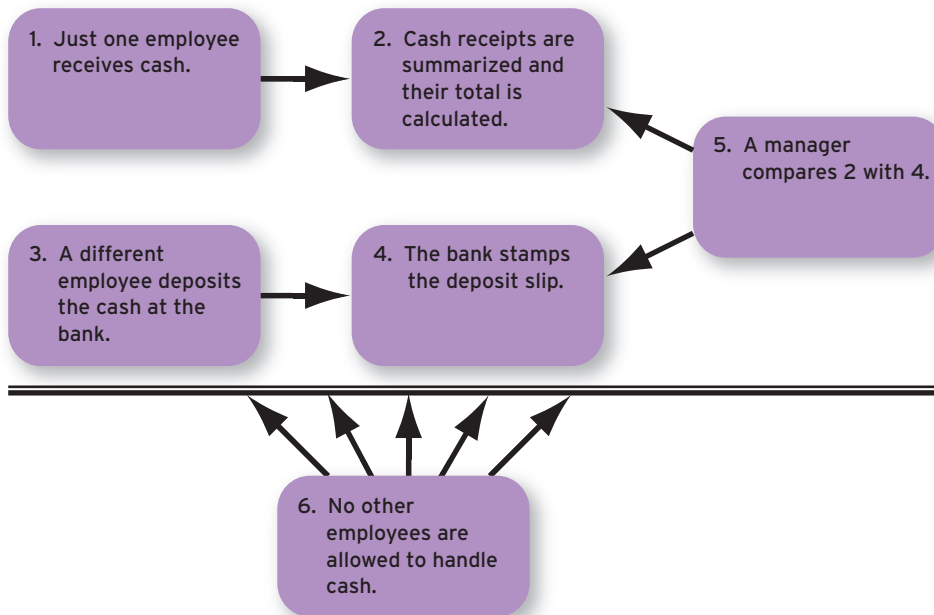 1. Just one employee
receives cash.
2. Cash receipts are
summarized and
their total is
calculated.
3. A different
employee deposits
the cash at the
bank.
4. The bank stamps
the deposit slip.
5. A manager
compares 2 with 4.
6. No other
employees are
allowed to handle
cash.